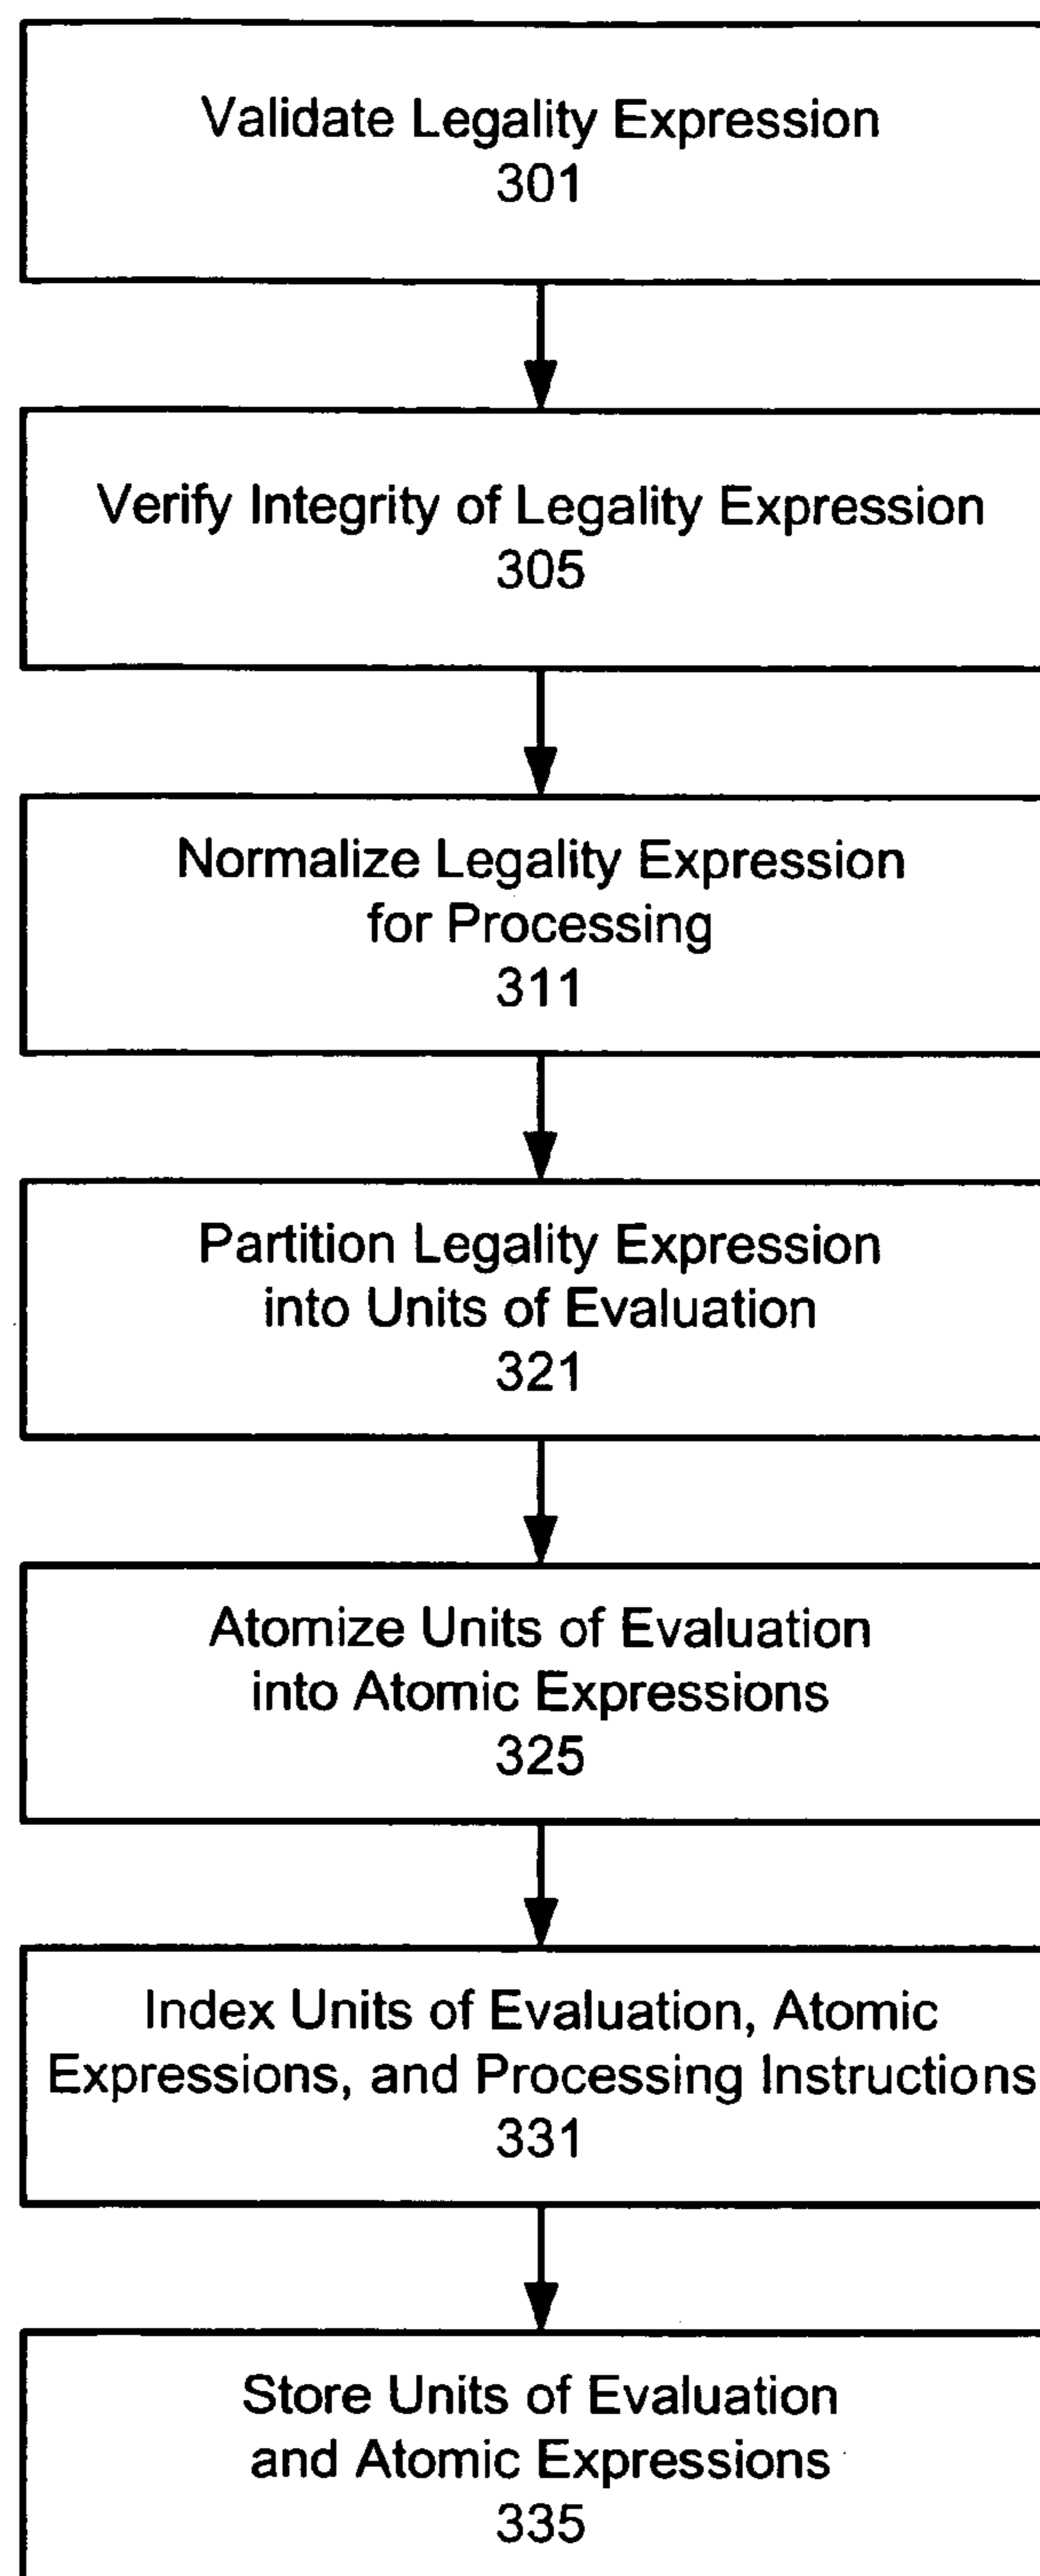 Validate Legality Expression
301
Verify Integrity of Legality Expression
305
Normalize Legality Expression
for Processing
311
Partition Legality Expression
into Units of Evaluation
321
Atomize Units of Evaluation
into Atomic Expressions
325
Index Units of Evaluation, Atomic
Expressions, and Processing Instructions
331
Store Units of Evaluation
and Atomic Expressions
335